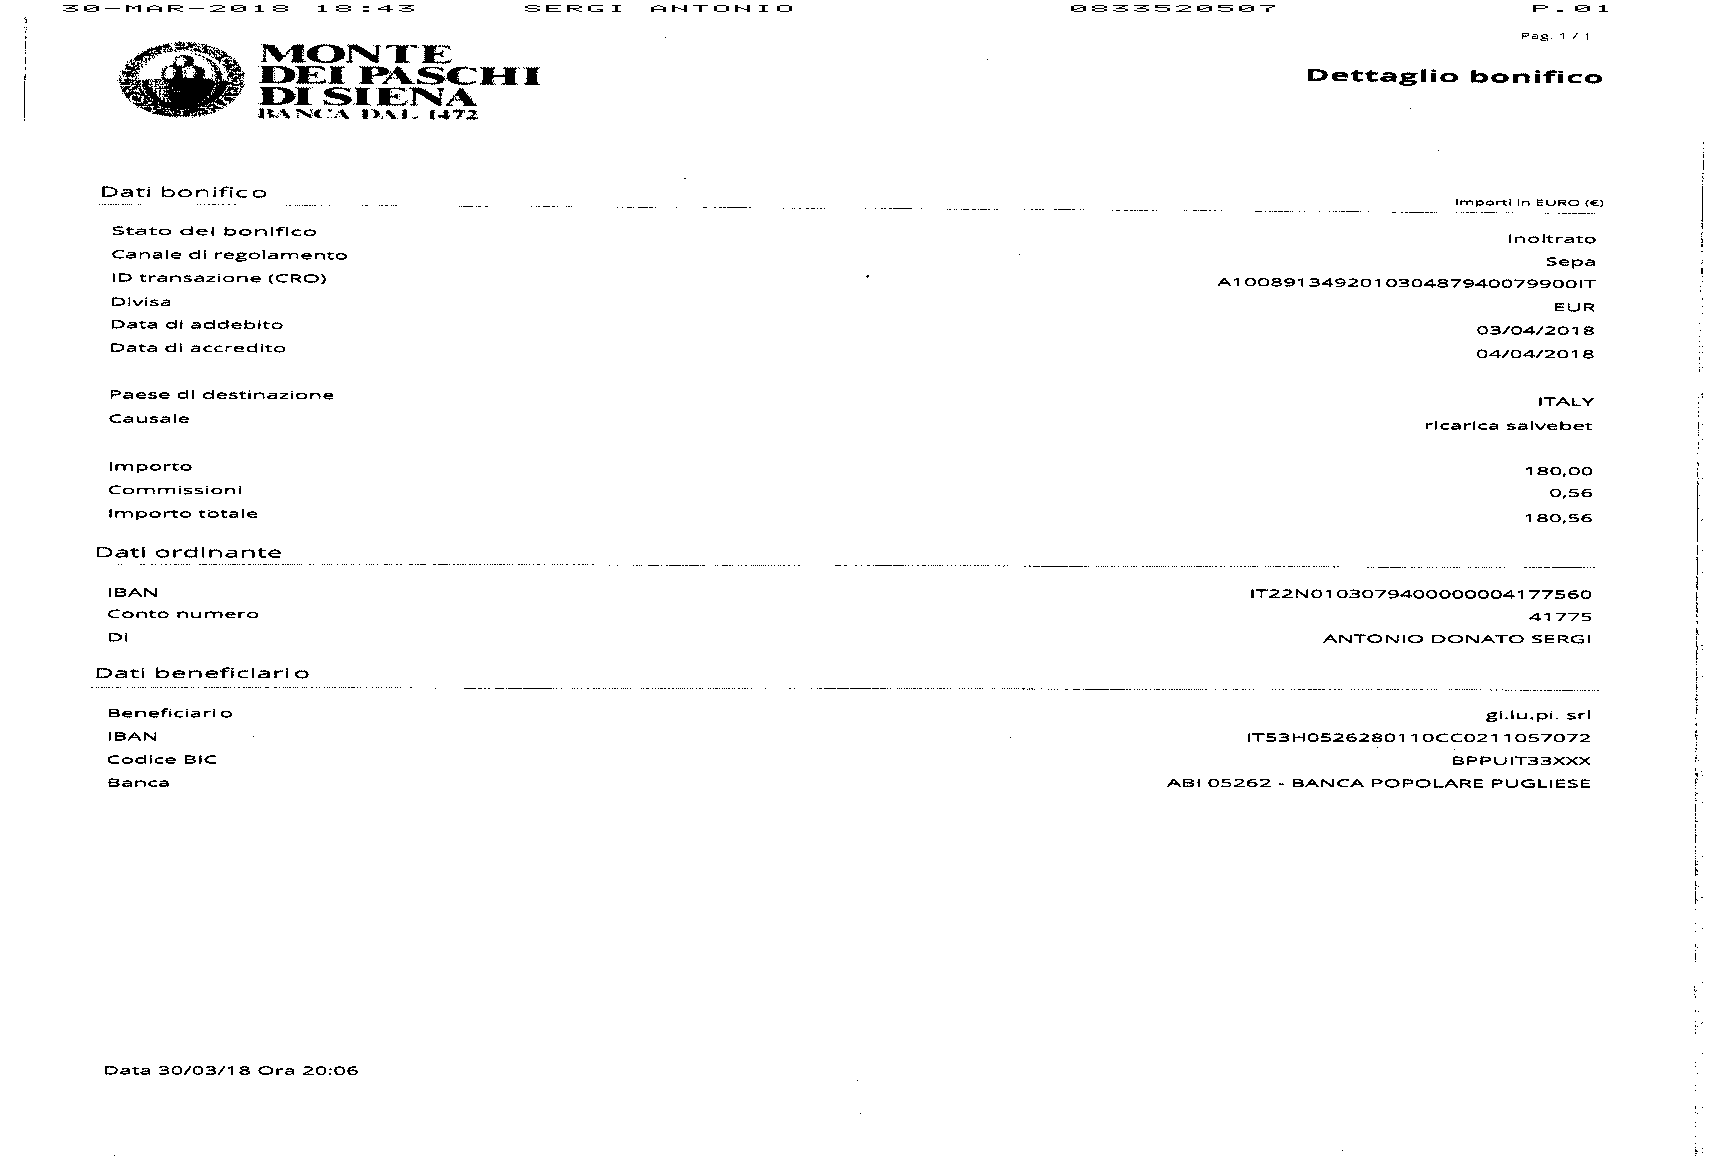 30-MAR-2018 18:43 SERGI ANTONIO 0833520507 P.01
Pag. 1 / 1
MONTE
DEI PASCHI
DI SIENA
BANCA DAL 1472
Dettaglio bonifico
Dati bonifico
Importi in EURO (€)
Stato del bonifico Inoltrato
Canale di regolamento Sepa
ID transazione (CRO) A100891349201030487940079900IT
Divisa EUR
Data di addebito 03/04/2018
Data di accredito 04/04/2018
Paese di destinazione ITALY
Causale ricarica salvebet
Importo 180,00
Commissioni 0,56
Importo totale 180,56
Dati ordinante
IBAN IT22N0103079400000004177560
Conto numero 41775
Di ANTONIO DONATO SERGI
Dati beneficiario
Beneficiario gi.lu.pi. srl
IBAN IT53H0526280110CC0211057072
Codice BIC BPPUIT33XXX
Banca ABI 05262 - BANCA POPOLARE PUGLIESE
Data 30/03/18 Ora 20:06